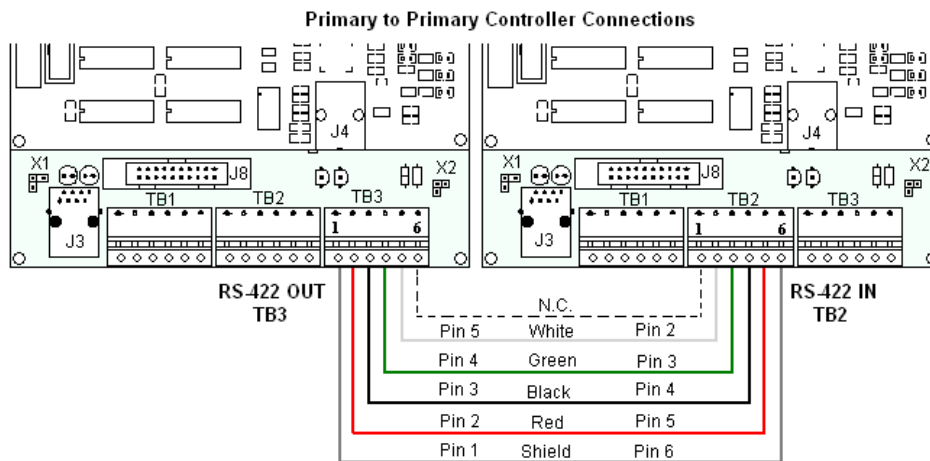 Primary to Primary Controller Connections
J4 J4
X1 J8 X2 X1 J8 X2
TB1 TB2 TB3 TB1 TB2 TB3
1 6 1 6
J3 J3
RS-422 OUT RS-422 IN
TB3 TB2
N.C.
Pin 5 White Pin 2
Pin 4 Green Pin 3
Pin 3 Black Pin 4
Pin 2 Red Pin 5
Pin 1 Shield Pin 6